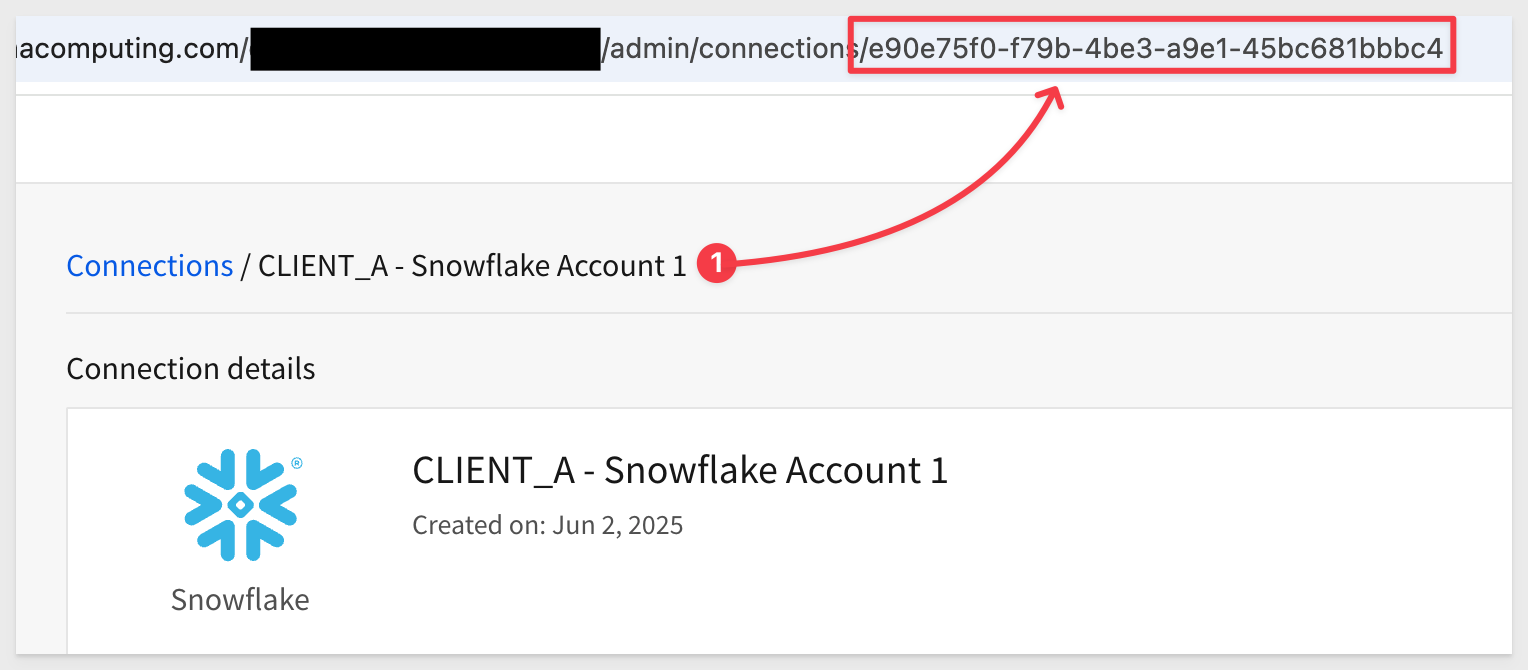 acomputing.com/ /admin/connections/e90e75f0-f79b-4be3-a9e1-45bc681bbbc4
Connections / CLIENT_A - Snowflake Account 1 1
Connection details
®
CLIENT_A - Snowflake Account 1
Created on: Jun 2, 2025
Snowflake